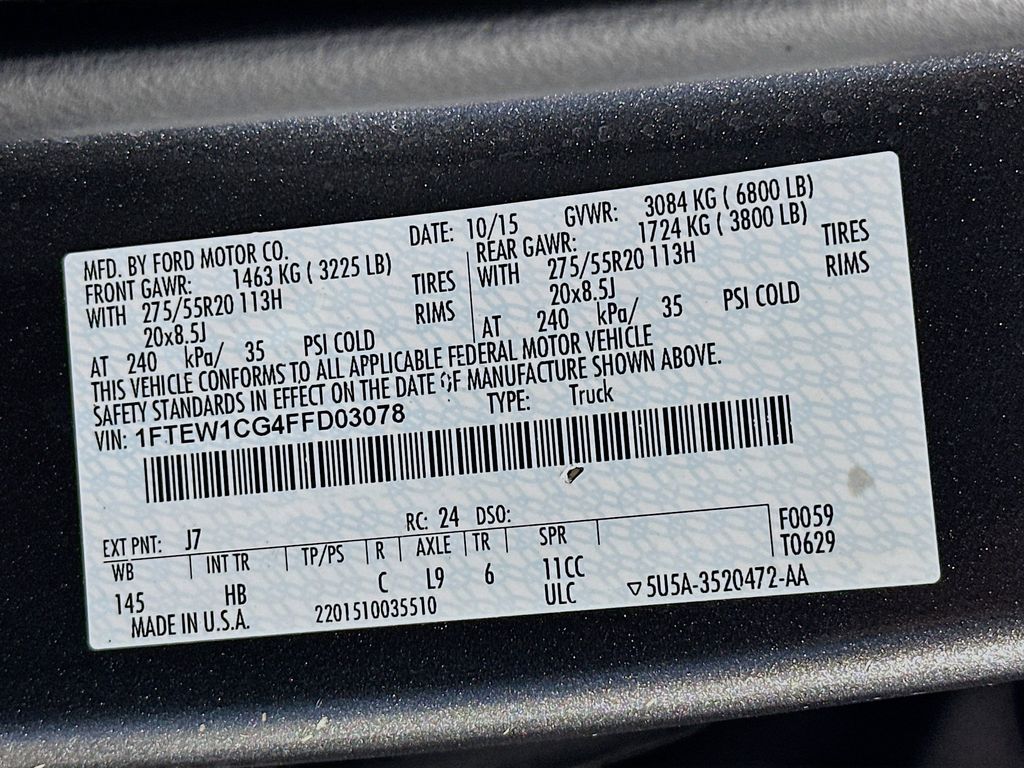 MFD. BY FORD MOTOR CO. DATE: 10/15 GVWR: 3084 KG ( 6800 LB)
FRONT GAWR: 1463 KG ( 3225 LB) REAR GAWR: 1724 KG ( 3800 LB)
WITH 275/55R20 113H TIRES WITH 275/55R20 113H TIRES
20x8.5J RIMS 20x8.5J RIMS
AT 240 kPa/ 35 PSI COLD AT 240 kPa/ 35 PSI COLD
THIS VEHICLE CONFORMS TO ALL APPLICABLE FEDERAL MOTOR VEHICLE
SAFETY STANDARDS IN EFFECT ON THE DATE OF MANUFACTURE SHOWN ABOVE.
VIN: 1FTEW1CG4FFD03078 TYPE: Truck
EXT PNT: J7 RC: 24 DSO: F0059
WB INT TR TP/PS R AXLE TR SPR T0629
145 HB C L9 6 11CC
MADE IN U.S.A. 2201510035510 ULC ▽5U5A-3520472-AA